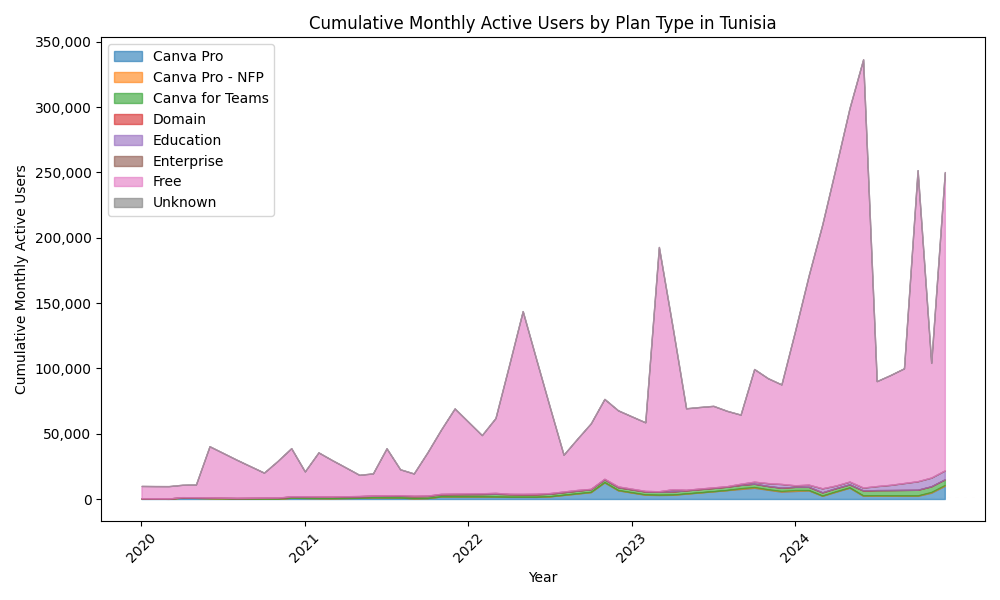 Cumulative Monthly Active Users by Plan Type in Tunisia
350,000
300,000
250,000
200,000
150,000
100,000
50,000
0
Cumulative Monthly Active Users
Canva Pro
Canva Pro - NFP
Canva for Teams
Domain
Education
Enterprise
Free
Unknown
2020
2021
2022
2023
2024
Year